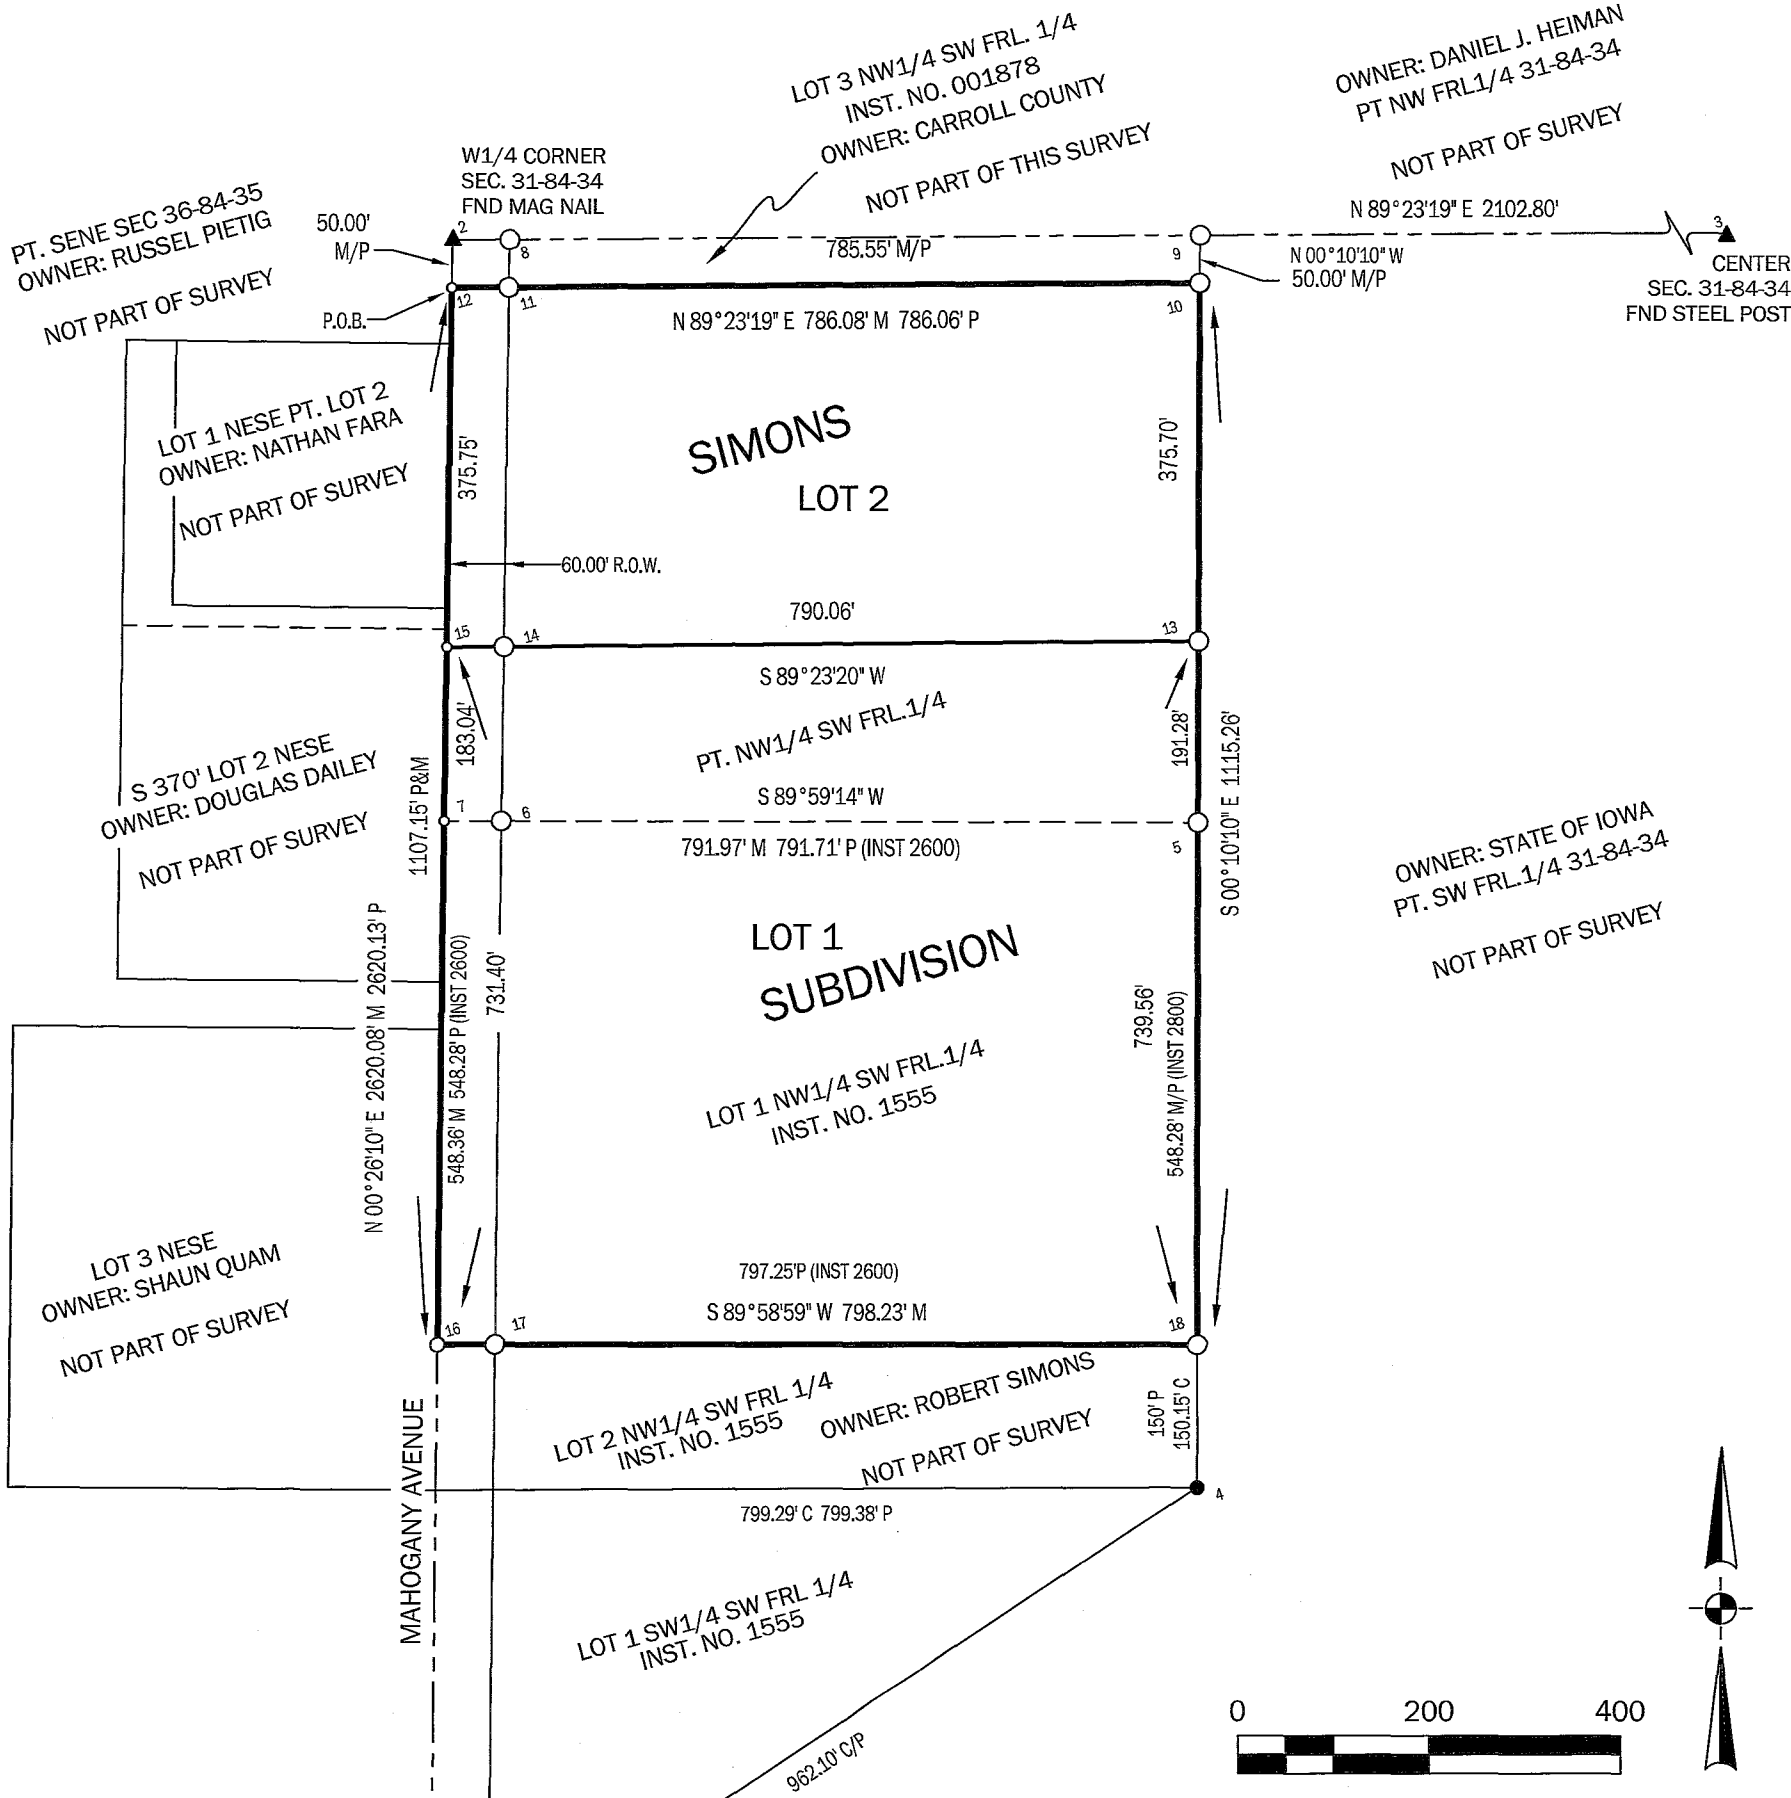 LOT 3 NW1/4 SW FRL. 1/4
INST. NO. 001878
OWNER: CARROLL COUNTY
NOT PART OF THIS SURVEY
OWNER: DANIEL J. HEIMAN
PT NW FRL1/4 31-84-34
NOT PART OF SURVEY
W1/4 CORNER
SEC. 31-84-34
FND MAG NAIL
PT. SENE SEC 36-84-35
OWNER: RUSSEL PIETIG
NOT PART OF SURVEY
50.00'
M/P
2
8
785.55' M/P
9
N 89°23'19" E 2102.80'
3
N 00°10'10" W
50.00' M/P
CENTER
SEC. 31-84-34
FND STEEL POST
P.O.B.
12
11
10
N 89°23'19" E 786.08' M 786.06' P
LOT 1 NESE PT. LOT 2
OWNER: NATHAN FARA
NOT PART OF SURVEY
375.75'
SIMONS
LOT 2
375.70'
60.00' R.O.W.
790.06'
15
14
13
S 89°23'20" W
183.04'
PT. NW1/4 SW FRL.1/4
191.28'
S 00°10'10" E 1115.26'
S 370' LOT 2 NESE
OWNER: DOUGLAS DAILEY
NOT PART OF SURVEY
1107.15' P&M
7
6
S 89°59'14" W
791.97' M 791.71' P (INST 2600)
5
OWNER: STATE OF IOWA
PT. SW FRL.1/4 31-84-34
NOT PART OF SURVEY
N 00°26'10" E 2620.08' M 2620.13' P
548.36' M 548.28' P (INST 2600)
731.40'
LOT 1
SUBDIVISION
739.56'
548.28' M/P (INST 2800)
LOT 1 NW1/4 SW FRL.1/4
INST. NO. 1555
LOT 3 NESE
OWNER: SHAUN QUAM
NOT PART OF SURVEY
797.25'P (INST 2600)
S 89°58'59" W 798.23' M
16
17
18
LOT 2 NW1/4 SW FRL 1/4
INST. NO. 1555
OWNER: ROBERT SIMONS
NOT PART OF SURVEY
150' P
150.15' C
4
799.29' C 799.38' P
MAHOGANY AVENUE
LOT 1 SW1/4 SW FRL 1/4
INST. NO. 1555
962.10' C/P
0 200 400